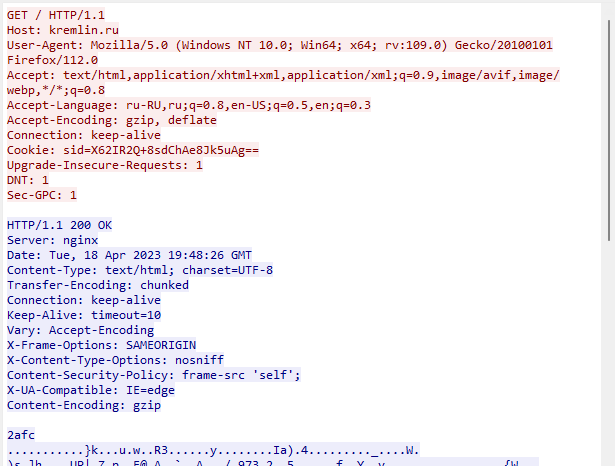 GET / HTTP/1.1
Host: kremlin.ru
User-Agent: Mozilla/5.0 (Windows NT 10.0; Win64; x64; rv:109.0) Gecko/20100101
Firefox/112.0
Accept: text/html,application/xhtml+xml,application/xml;q=0.9,image/avif,image/
webp,*/*;q=0.8
Accept-Language: ru-RU,ru;q=0.8,en-US;q=0.5,en;q=0.3
Accept-Encoding: gzip, deflate
Connection: keep-alive
Cookie: sid=X62IR2Q+8sdChAe8Jk5uAg==
Upgrade-Insecure-Requests: 1
DNT: 1
Sec-GPC: 1
HTTP/1.1 200 OK
Server: nginx
Date: Tue, 18 Apr 2023 19:48:26 GMT
Content-Type: text/html; charset=UTF-8
Transfer-Encoding: chunked
Connection: keep-alive
Keep-Alive: timeout=10
Vary: Accept-Encoding
X-Frame-Options: SAMEORIGIN
X-Content-Type-Options: nosniff
Content-Security-Policy: frame-src 'self';
X-UA-Compatible: IE=edge
Content-Encoding: gzip
2afc
...........}k...u.w..R3......y........Ia).4........._....W.